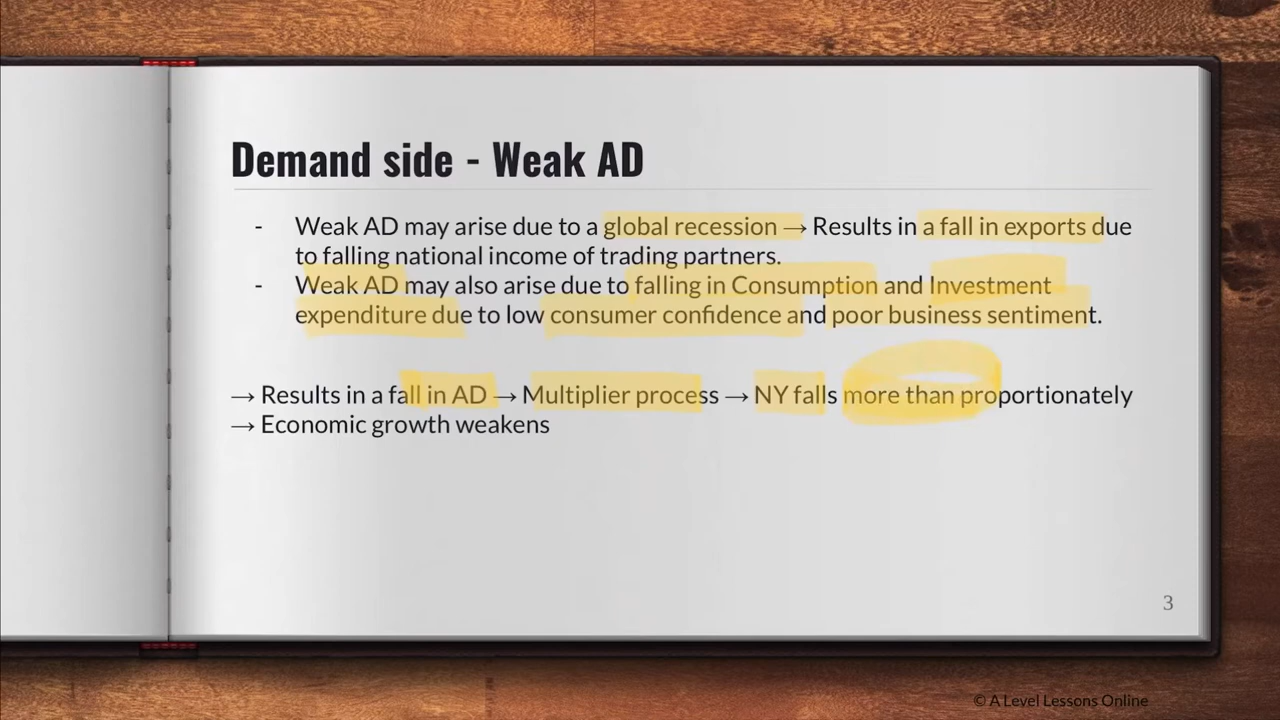 Demand side - Weak AD
- Weak AD may arise due to a global recession → Results in a fall in exports due
to falling national income of trading partners.
- Weak AD may also arise due to falling in Consumption and Investment
expenditure due to low consumer confidence and poor business sentiment.
→ Results in a fall in AD → Multiplier process → NY falls more than proportionately
→ Economic growth weakens
3
© A Level Lessons Online